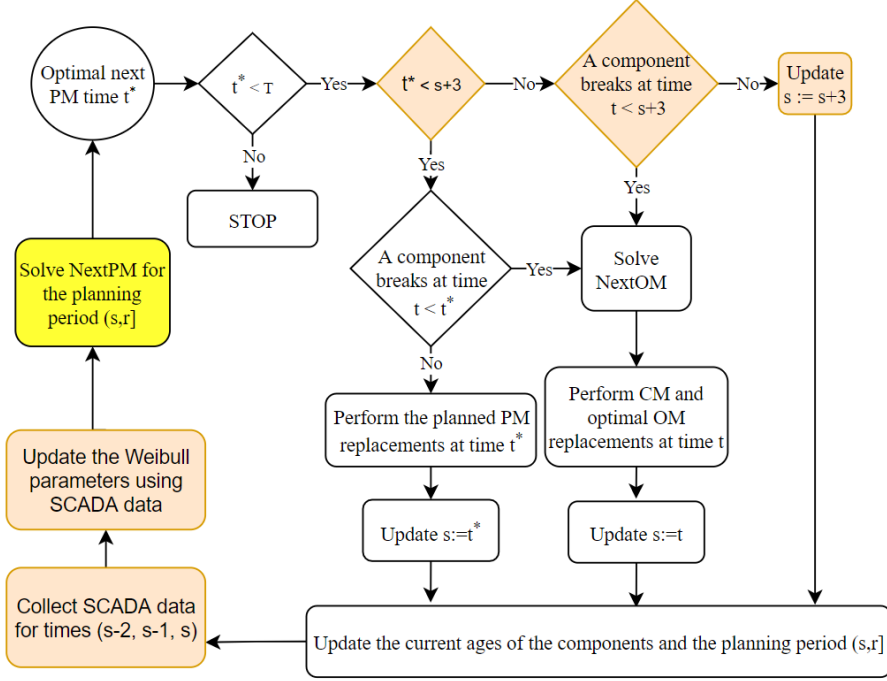 Optimal next
PM time t*
t* < T
Yes
t* < s+3
No
A component
breaks at time
t < s+3
No
Update
s := s+3
No
STOP
Yes
Yes
Solve NextPM for
the planning
period (s,r]
A component
breaks at time
t < t*
Yes
Solve
NextOM
No
Perform the planned PM
replacements at time t*
Perform CM and
optimal OM
replacements at time t
Update the Weibull
parameters using
SCADA data
Update s:=t*
Update s:=t
Collect SCADA data
for times (s-2, s-1, s)
Update the current ages of the components and the planning period (s,r]